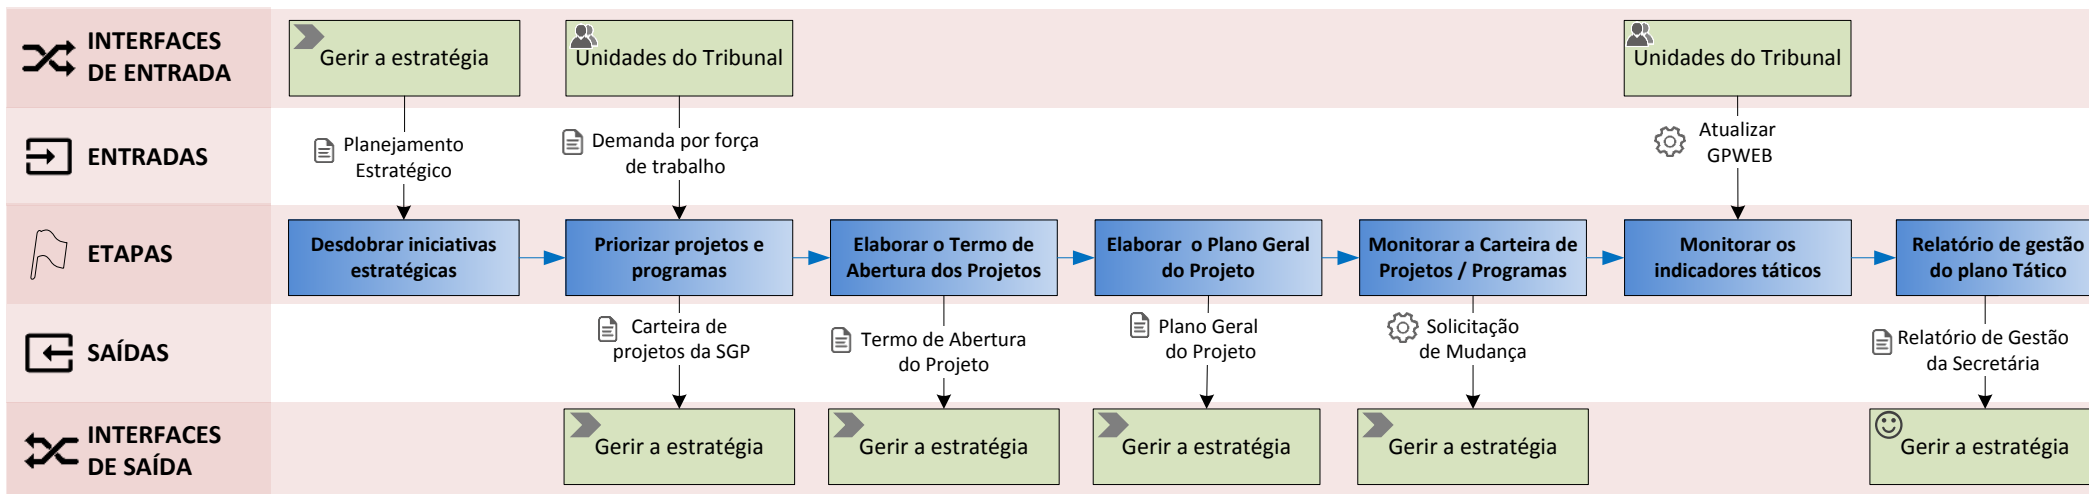 INTERFACES
DE ENTRADA
Gerir a estratégia
Unidades do Tribunal
Unidades do Tribunal
ENTRADAS
Planejamento
Estratégico
Demanda por força
de trabalho
Atualizar
GPWEB
ETAPAS
Desdobrar iniciativas
estratégicas
Priorizar projetos e
programas
Elaborar o Termo de
Abertura dos Projetos
Elaborar o Plano Geral
do Projeto
Monitorar a Carteira de
Projetos / Programas
Monitorar os
indicadores táticos
Relatório de gestão
do plano Tático
SAÍDAS
Carteira de
projetos da SGP
Termo de Abertura
do Projeto
Plano Geral
do Projeto
Solicitação
de Mudança
Relatório de Gestão
da Secretária
INTERFACES
DE SAÍDA
Gerir a estratégia
Gerir a estratégia
Gerir a estratégia
Gerir a estratégia
Gerir a estratégia